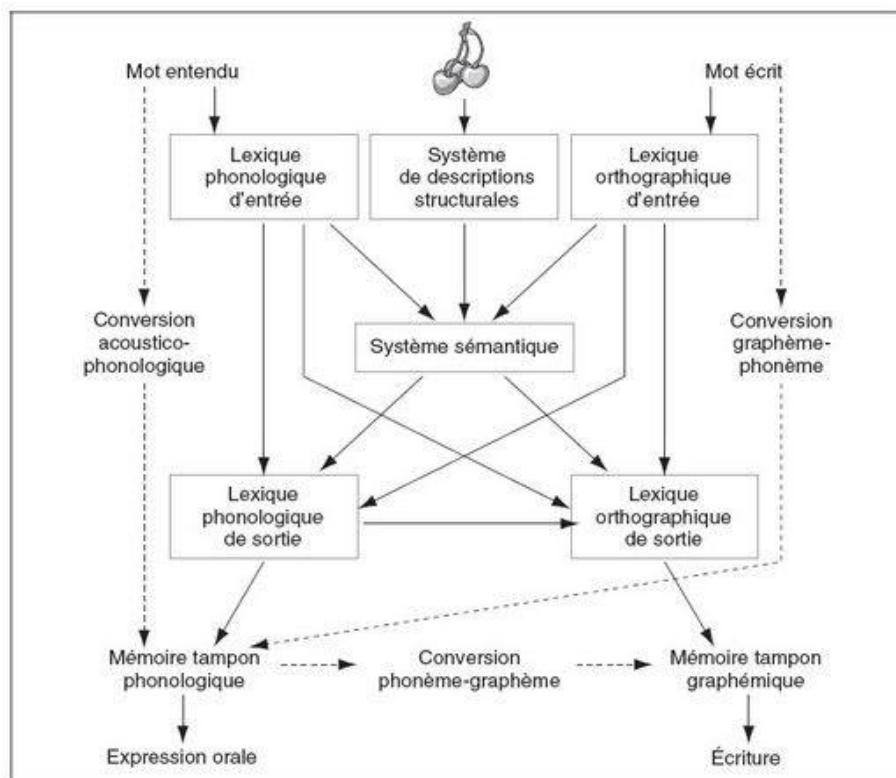 Mot entendu
Mot écrit
Lexique
phonologique
d'entrée
Système
de descriptions
structurales
Lexique
orthographique
d'entrée
Conversion
acoustico-
phonologique
Système sémantique
Conversion
graphème-
phonème
Lexique
phonologique
de sortie
Lexique
orthographique
de sortie
Mémoire tampon
phonologique
Conversion
phonème-graphème
Mémoire tampon
graphémique
Expression orale
Écriture